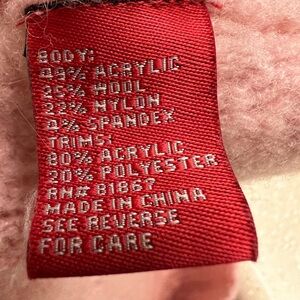 BODY:
49% ACRYLIC
25% WOOL
22% NYLON
4% SPANDEX
TRIMS:
80% ACRYLIC
20% POLYESTER
RN# 81867
MADE IN CHINA
SEE REVERSE
FOR CARE